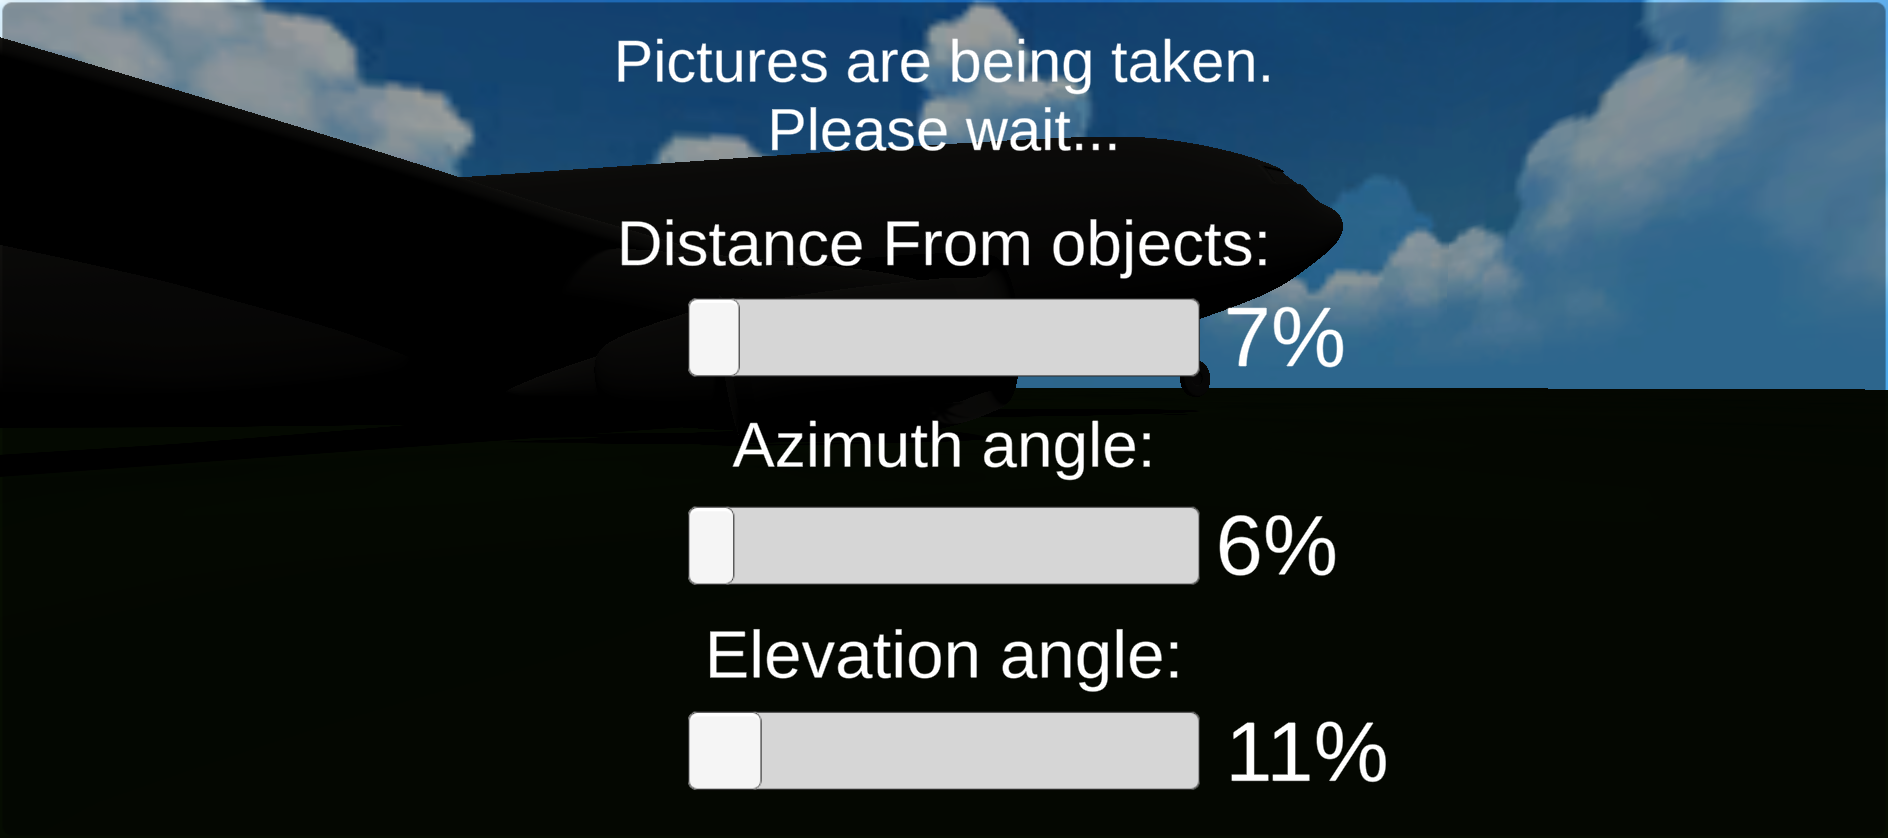 Pictures are being taken.
Please wait...
Distance From objects:
7%
Azimuth angle:
6%
Elevation angle:
11%